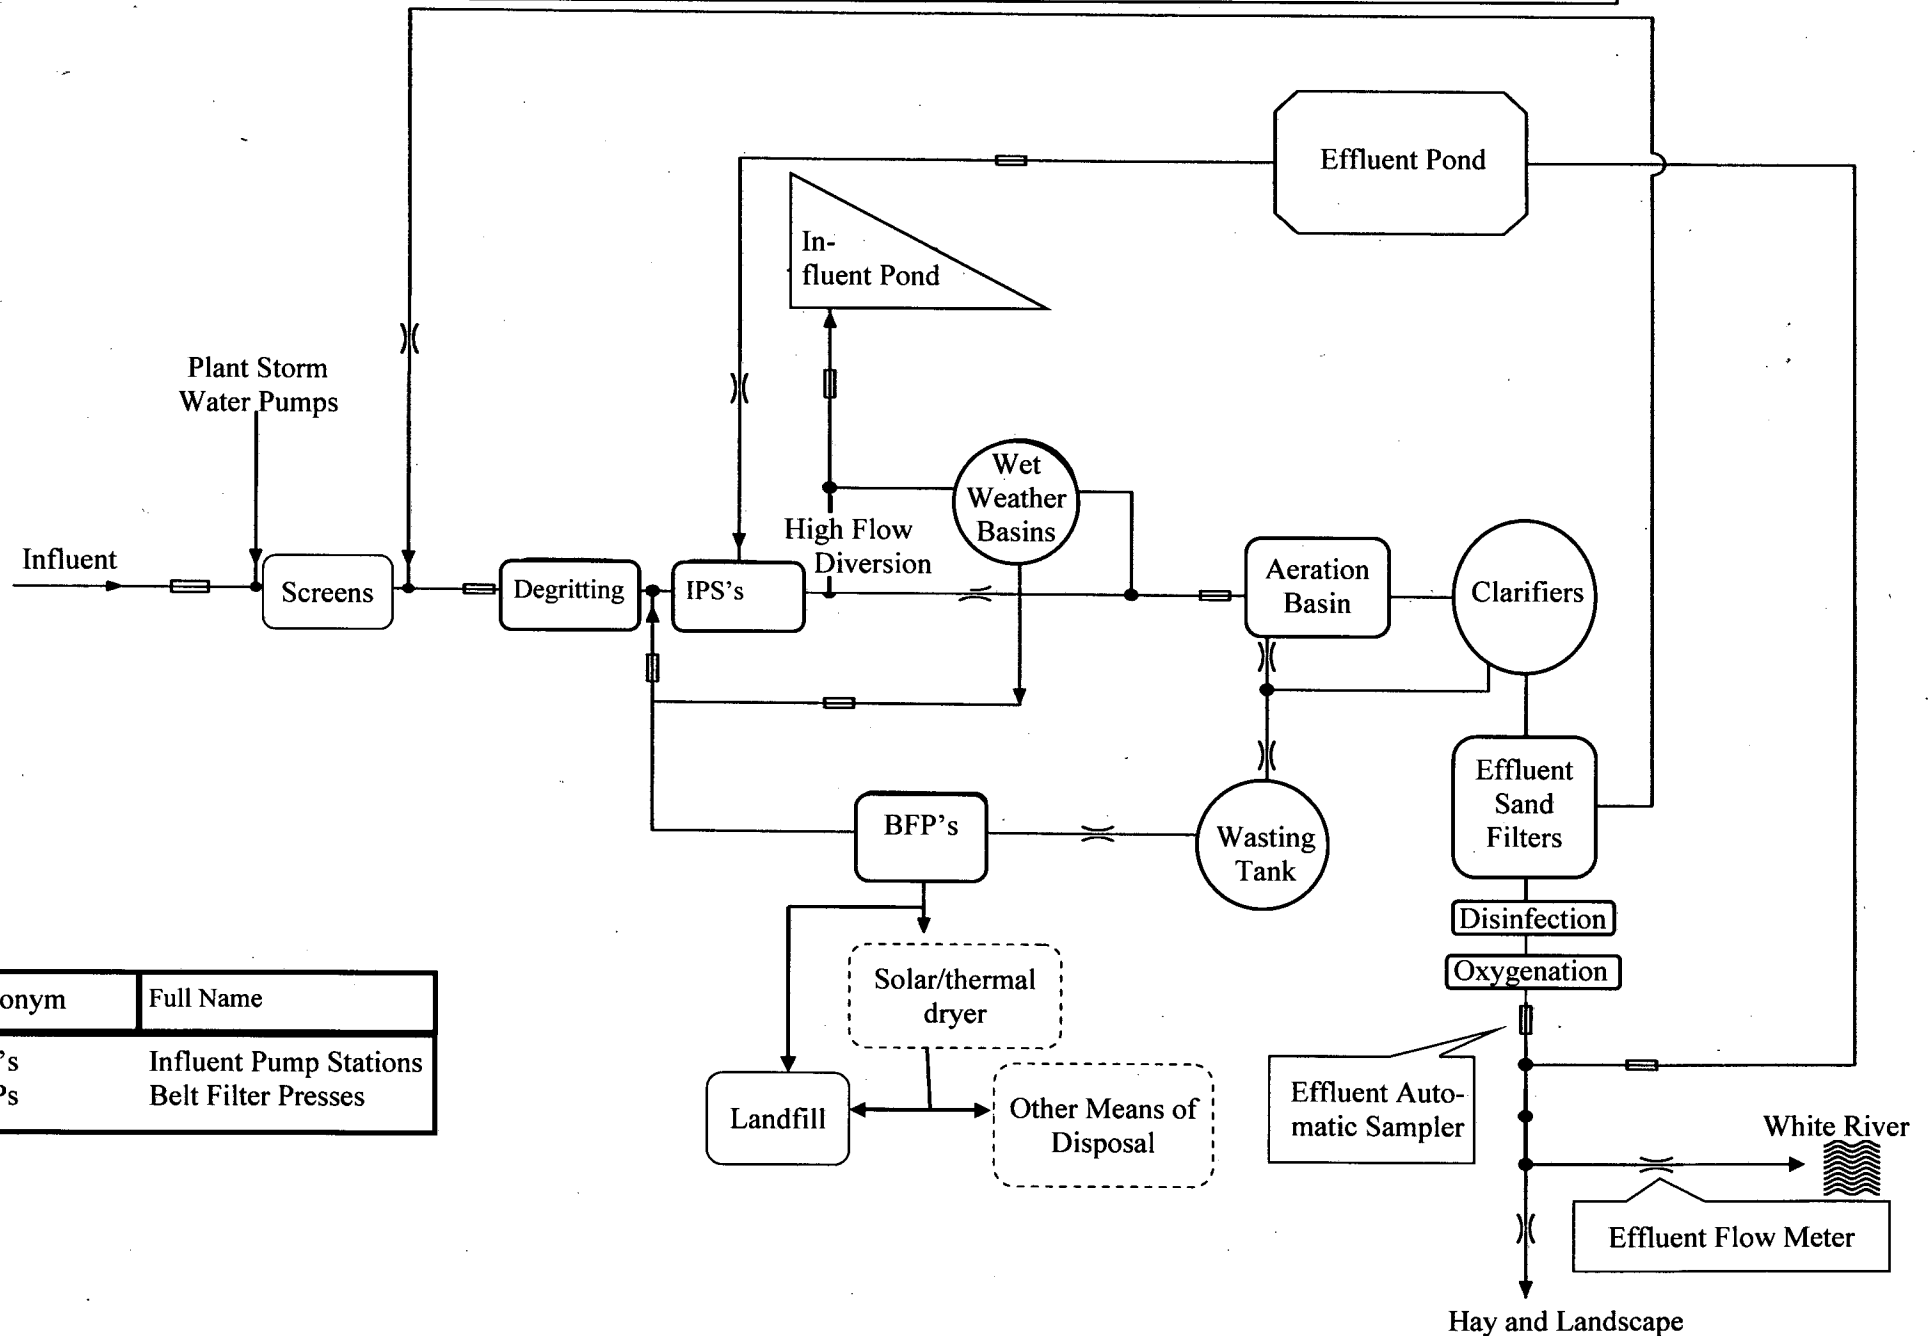 Effluent Pond
In-
fluent Pond
Plant Storm
Water Pumps
Wet
Weather
Basins
High Flow
Diversion
Influent
Screens
Degritting
IPS's
Aeration
Basin
Clarifiers
Effluent
Sand
Filters
BFP's
Wasting
Tank
Disinfection
Oxygenation
Solar/thermal
dryer
onym Full Name
's Influent Pump Stations
Ps Belt Filter Presses
Landfill
Other Means of
Disposal
Effluent Auto-
matic Sampler
White River
Effluent Flow Meter
Hay and Landscape